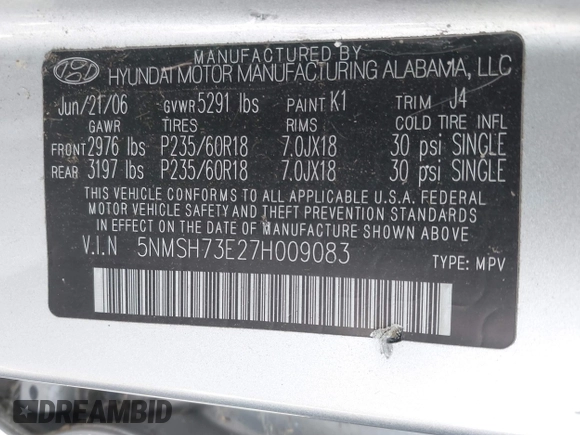 MANUFACTURED BY
HYUNDAI MOTOR MANUFACTURING ALABAMA, LLC
Jun/21/06 GVWR 5291 lbs PAINT K1 TRIM J4
GAWR TIRES RIMS COLD TIRE INFL
FRONT 2976 lbs P235/60R18 7.0JX18 30 psi SINGLE
REAR 3197 lbs P235/60R18 7.0JX18 30 psi SINGLE
THIS VEHICLE CONFORMS TO ALL APPLICABLE U.S.A. FEDERAL
MOTOR VEHICLE SAFETY AND THEFT PREVENTION STANDARDS
IN EFFECT ON THE DATE OF MANUFACTURE SHOWN ABOVE
V.I.N 5NMSH73E27H009083
TYPE: MPV
DREAMBID